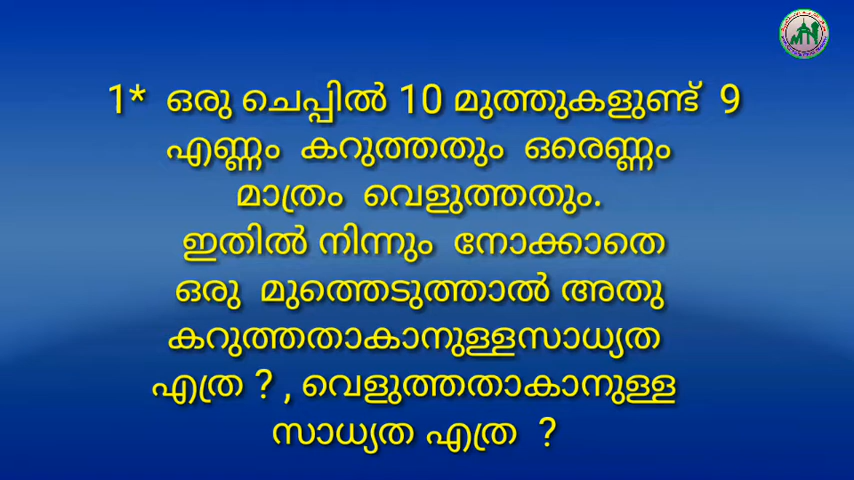 1* ഒരു ചെപ്പിൽ 10 മുത്തുകളുണ്ട് 9
എണ്ണം കറുത്തതും ഒരെണ്ണം
മാത്രം വെളുത്തതും.
ഇതിൽ നിന്നും നോക്കാതെ
ഒരു മുത്തെടുത്താൽ അതു
കറുത്തതാകാനുള്ളസാധ്യത
എത്ര ? , വെളുത്തതാകാനുള്ള
സാധ്യത എത്ര ?